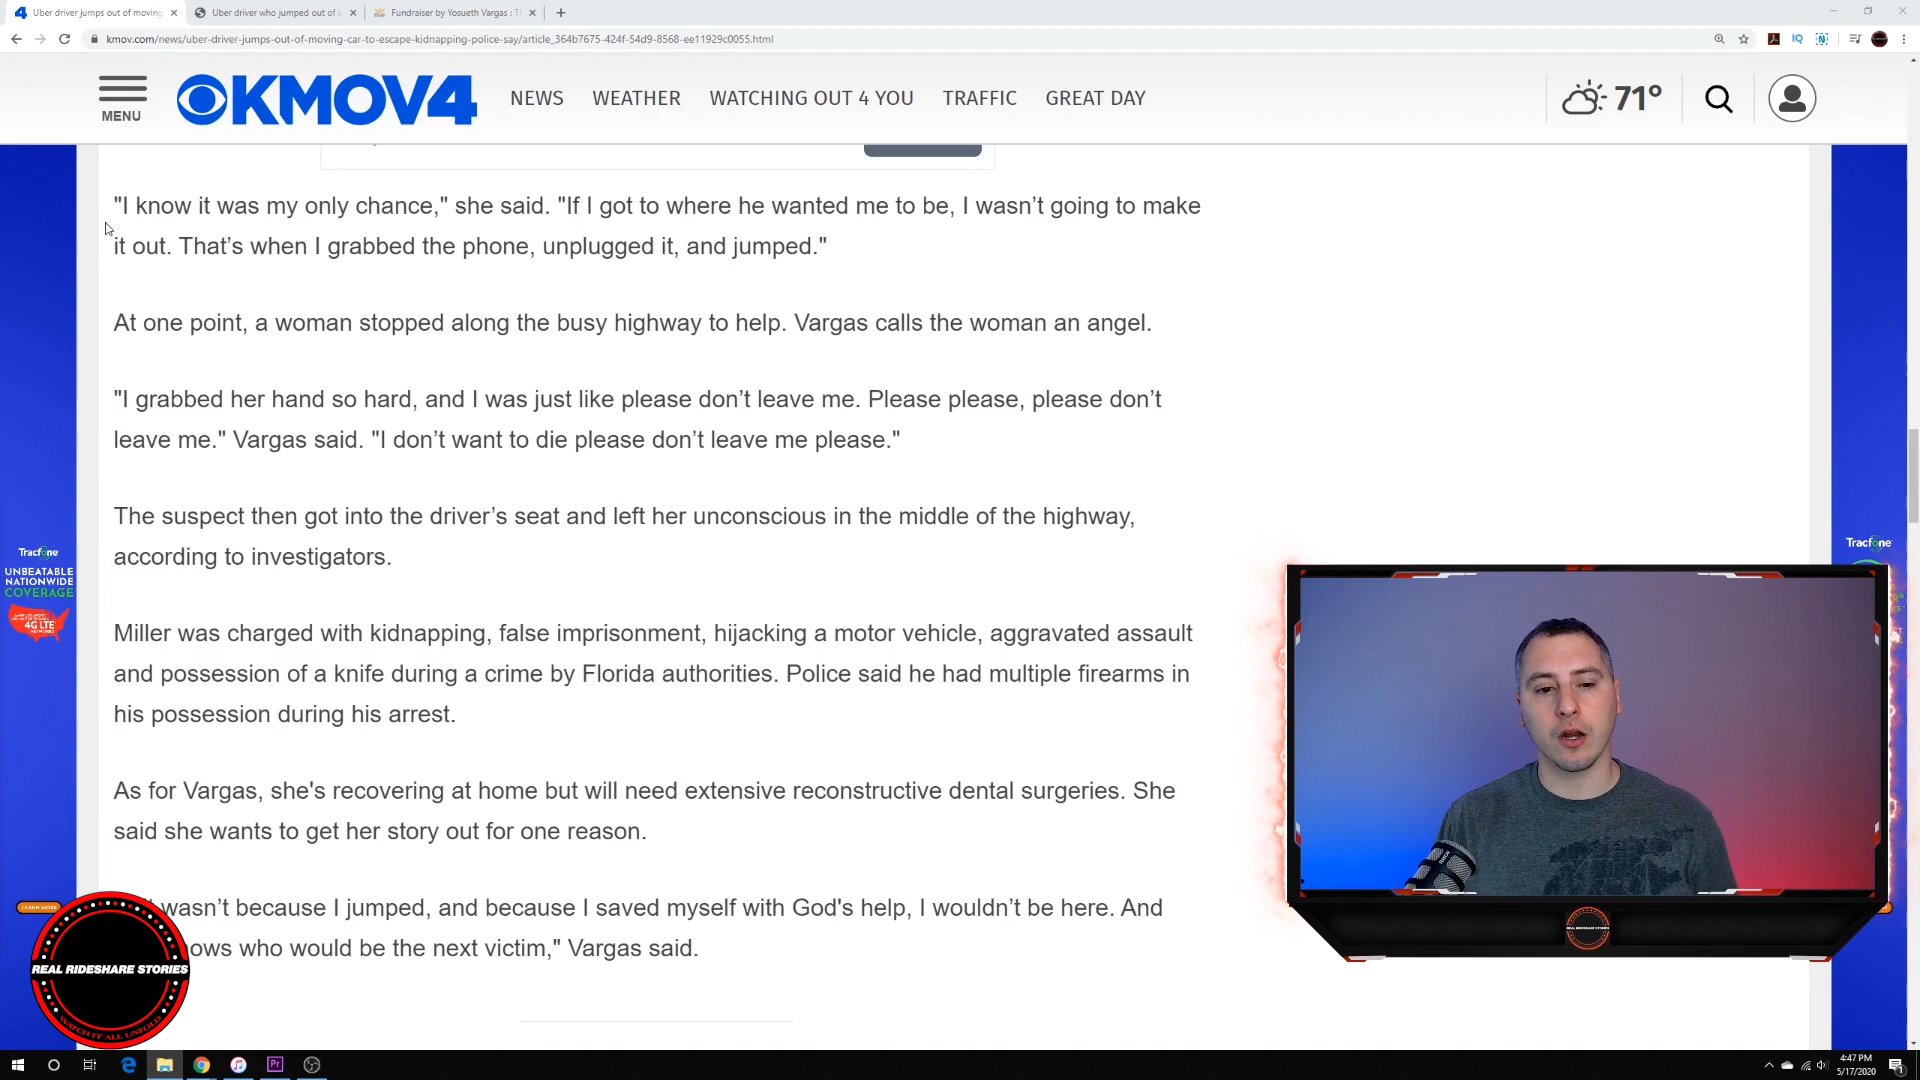 Uber driver jumps out of moving
Uber driver who jumped out of
Fundraiser by Yosueth Vargas : T
kmov.com/news/uber-driver-jumps-out-of-moving-car-to-escape-kidnapping-police-say/article_364b7675-424f-54d9-8568-ee11929c0055.html
MENU
KMOV4
NEWS WEATHER WATCHING OUT 4 YOU TRAFFIC GREAT DAY
71°
"I know it was my only chance," she said. "If I got to where he wanted me to be, I wasn’t going to make
it out. That’s when I grabbed the phone, unplugged it, and jumped."
At one point, a woman stopped along the busy highway to help. Vargas calls the woman an angel.
"I grabbed her hand so hard, and I was just like please don’t leave me. Please please, please don’t
leave me." Vargas said. "I don’t want to die please don’t leave me please."
The suspect then got into the driver’s seat and left her unconscious in the middle of the highway,
according to investigators.
Miller was charged with kidnapping, false imprisonment, hijacking a motor vehicle, aggravated assault
and possession of a knife during a crime by Florida authorities. Police said he had multiple firearms in
his possession during his arrest.
As for Vargas, she's recovering at home but will need extensive reconstructive dental surgeries. She
said she wants to get her story out for one reason.
wasn’t because I jumped, and because I saved myself with God's help, I wouldn’t be here. And
who would be the next victim," Vargas said.
Tracfone
UNBEATABLE
NATIONWIDE
COVERAGE
4G LTE
LEARN MORE
Tracfone
REAL RIDESHARE STORIES
WATCH IT ALL UNFOLD
REAL RIDESHARE STORIES
4:47 PM
5/17/2020